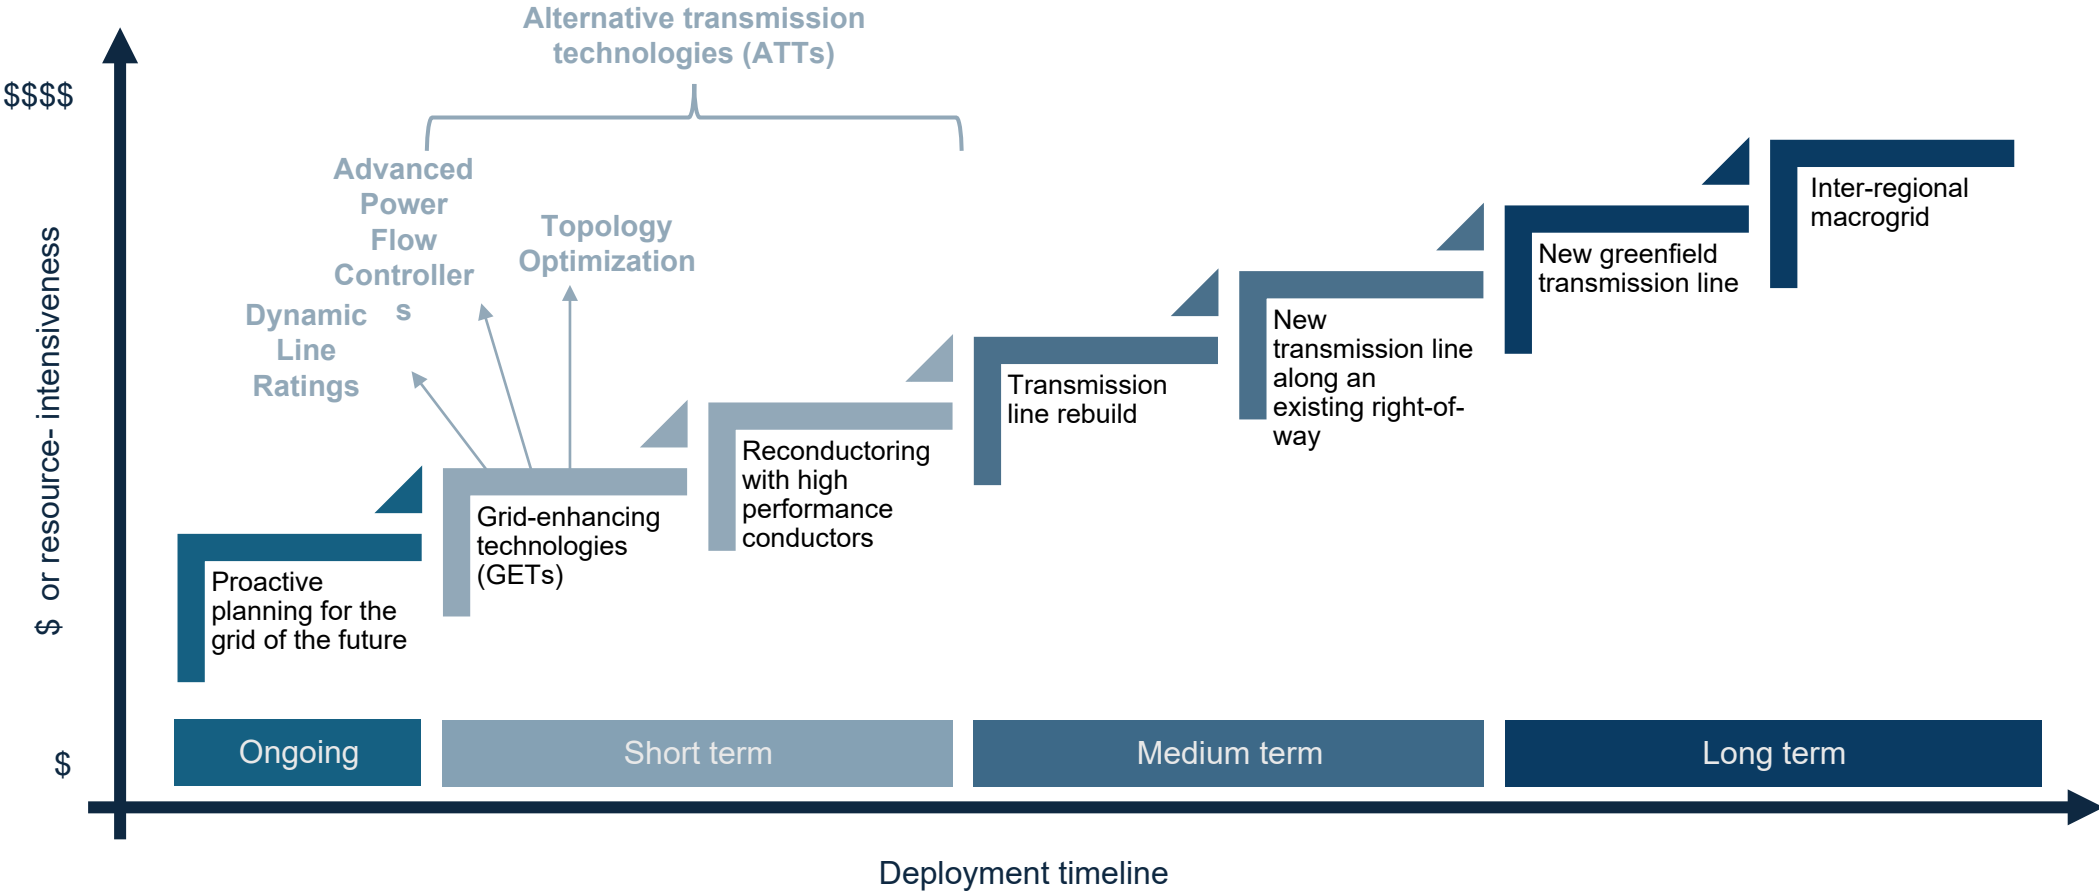 Alternative transmission
technologies (ATTs)
$$$$
Advanced
Power
Flow
Controller
s
Topology
Optimization
Dynamic
Line
Ratings
$ or resource- intensiveness
Inter-regional
macrogrid
New greenfield
transmission line
New
transmission line
along an
existing right-of-
way
Transmission
line rebuild
Reconductoring
with high
performance
conductors
Grid-enhancing
technologies
(GETs)
Proactive
planning for the
grid of the future
$
Ongoing
Short term
Medium term
Long term
Deployment timeline